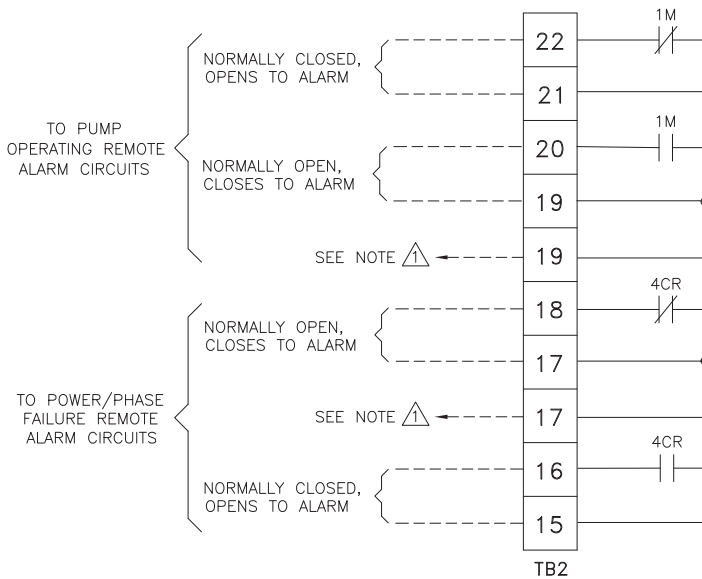 1M
22
NORMALLY CLOSED,
OPENS TO ALARM
21
1M
TO PUMP
OPERATING REMOTE
ALARM CIRCUITS
20
NORMALLY OPEN,
CLOSES TO ALARM
19
SEE NOTE 1
19
4CR
18
NORMALLY OPEN,
CLOSES TO ALARM
17
TO POWER/PHASE
FAILURE REMOTE
ALARM CIRCUITS
SEE NOTE 1
17
4CR
16
NORMALLY CLOSED,
OPENS TO ALARM
15
TB2